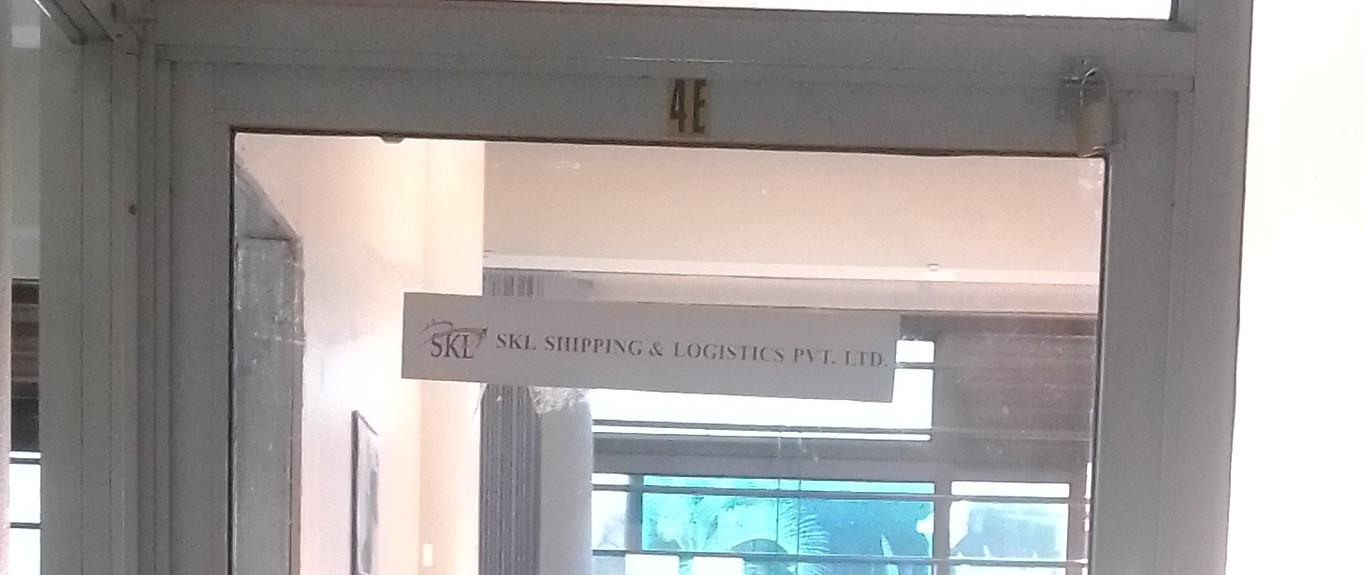 4E
SKL SKL SHIPPING & LOGISTICS PVT. LTD.